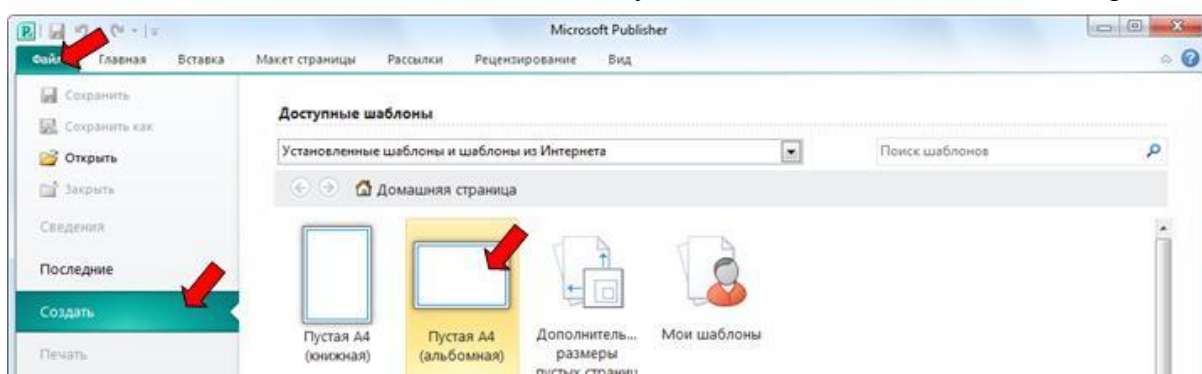 Microsoft Publisher
Файл Главная Вставка Макет страницы Рассылки Рецензирование Вид
Сохранить
Сохранить как
Открыть
Закрыть
Сведения
Последние
Создать
Печать
Доступные шаблоны
Установленные шаблоны и шаблоны из Интернета
Поиск шаблонов
Домашняя страница
Пустая А4
(книжная)
Пустая А4
(альбомная)
Дополнитель...
размеры
пустых страниц
Мои шаблоны